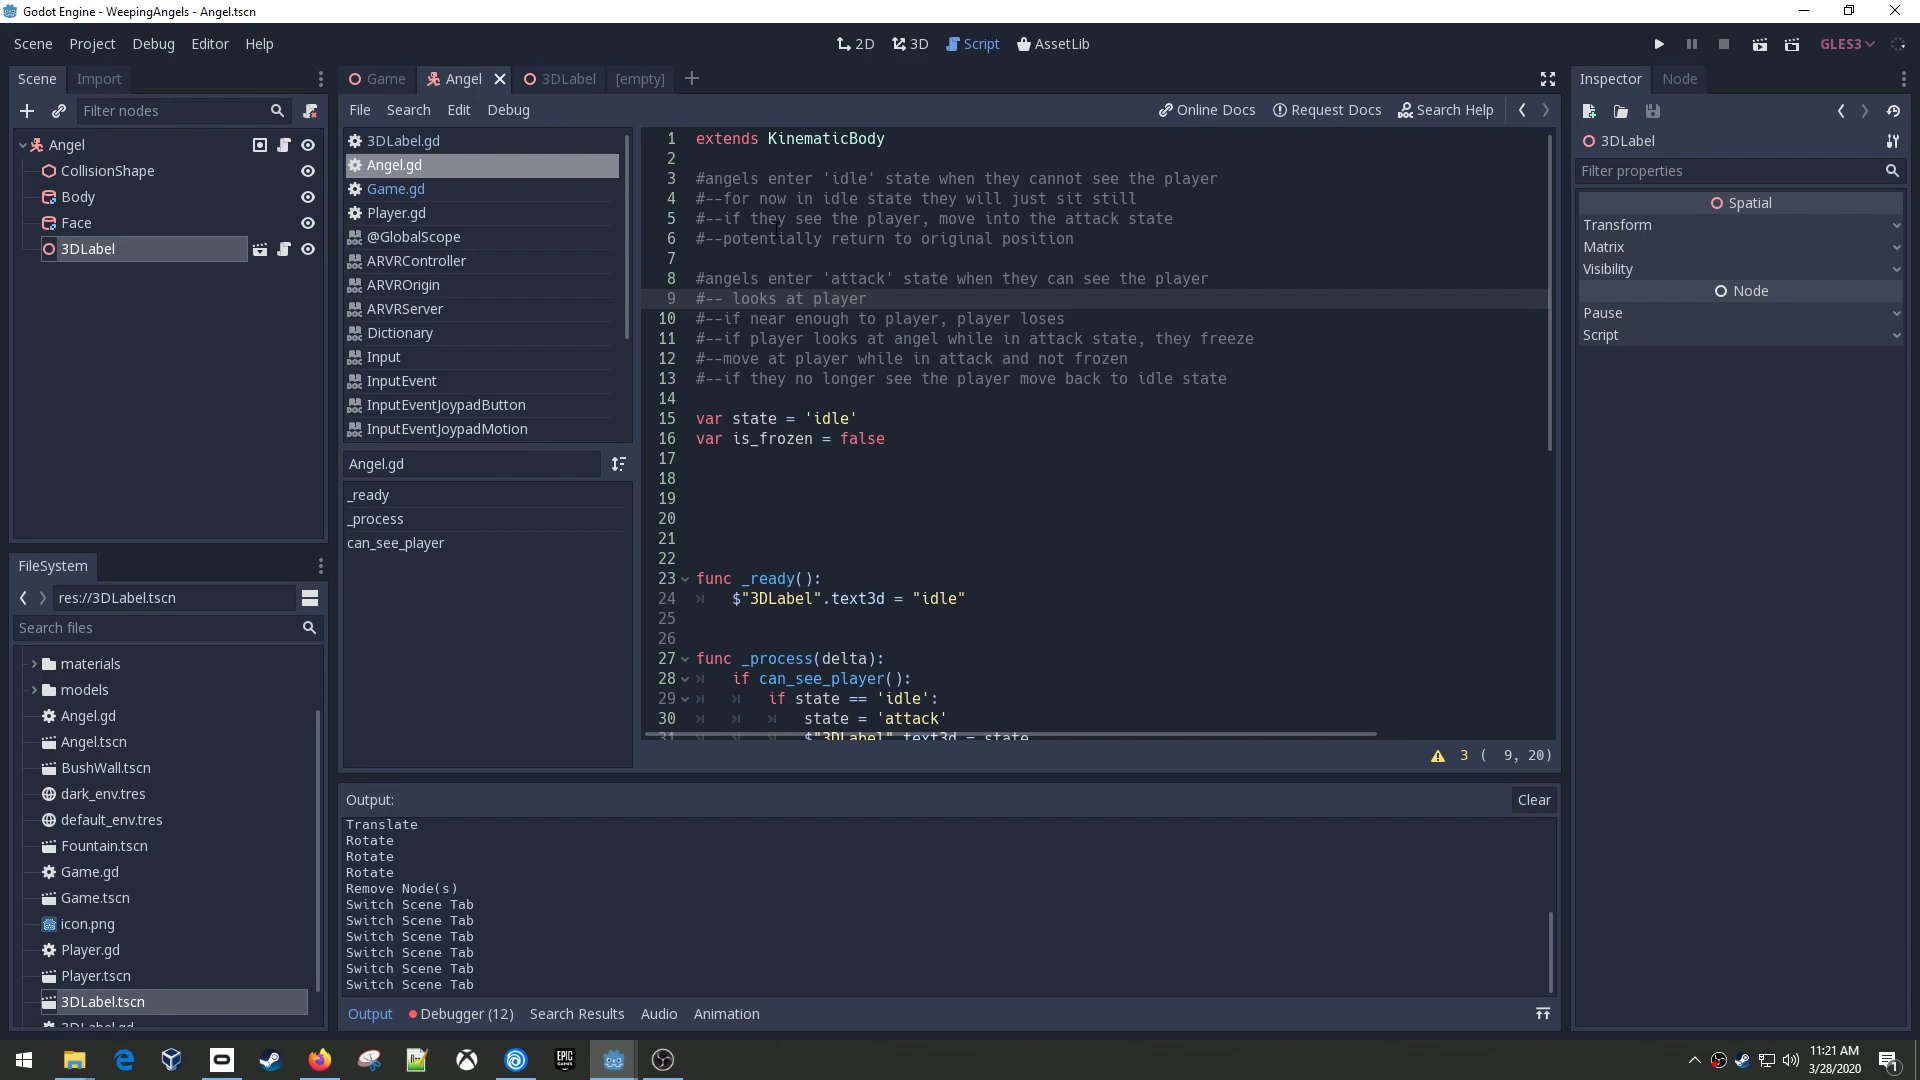 Godot Engine - WeepingAngels - Angel.tscn
Scene Project Debug Editor Help
2D 3D Script AssetLib
GLES3
Scene Import
Filter nodes
Angel
CollisionShape
Body
Face
3DLabel
FileSystem
res://3DLabel.tscn
Search files
materials
models
Angel.gd
Angel.tscn
BushWall.tscn
dark_env.tres
default_env.tres
Fountain.tscn
Game.gd
Game.tscn
icon.png
Player.gd
Player.tscn
3DLabel.tscn
3DLabel.gd
Game Angel 3DLabel [empty]
File Search Edit Debug
Online Docs Request Docs Search Help
3DLabel.gd
Angel.gd
Game.gd
Player.gd
@GlobalScope
ARVRController
ARVROrigin
ARVRServer
Dictionary
Input
InputEvent
InputEventJoypadButton
InputEventJoypadMotion
Angel.gd
_ready
_process
can_see_player
1 extends KinematicBody
2
3 #angels enter 'idle' state when they cannot see the player
4 #--for now in idle state they will just sit still
5 #--if they see the player, move into the attack state
6 #--potentially return to original position
7
8 #angels enter 'attack' state when they can see the player
9 #-- looks at player
10 #--if near enough to player, player loses
11 #--if player looks at angel while in attack state, they freeze
12 #--move at player while in attack and not frozen
13 #--if they no longer see the player move back to idle state
14
15 var state = 'idle'
16 var is_frozen = false
17
18
19
20
21
22
23 func _ready():
24 $"3DLabel".text3d = "idle"
25
26
27 func _process(delta):
28 if can_see_player():
29 if state == 'idle':
30 state = 'attack'
31 $"3DLabel".text3d = state
3 ( 9, 20)
Output:
Clear
Translate
Rotate
Rotate
Rotate
Remove Node(s)
Switch Scene Tab
Switch Scene Tab
Switch Scene Tab
Switch Scene Tab
Switch Scene Tab
Switch Scene Tab
Output Debugger (12) Search Results Audio Animation
Inspector Node
3DLabel
Filter properties
Spatial
Transform
Matrix
Visibility
Node
Pause
Script
EPIC
GAMES
11:21 AM
3/28/2020
1